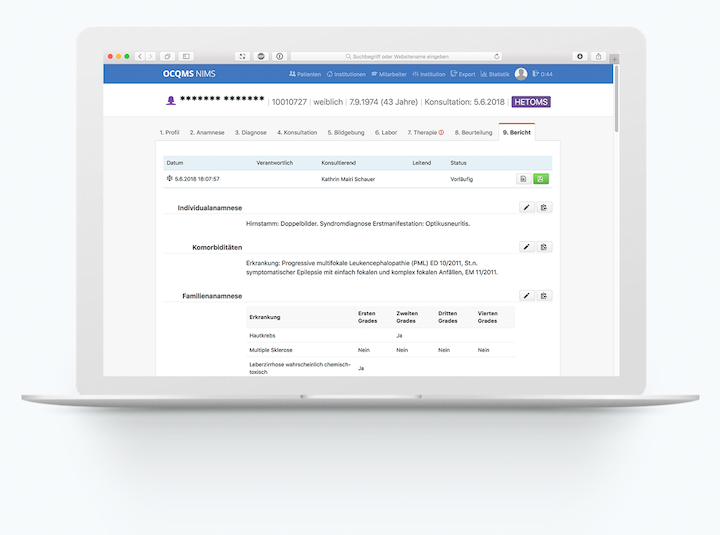 Suchbegriff oder Websitename eingeben
OCQMS NIMS
Patienten Institutionen Mitarbeiter Institution Export Statistik 0:44
******* ******* | 10010727 | weiblich | 7.9.1974 (43 Jahre) | Konsultation: 5.6.2018 | HETOMS
1. Profil 2. Anamnese 3. Diagnose 4. Konsultation 5. Bildgebung 6. Labor 7. Therapie 8. Beurteilung 9. Bericht
Datum Verantwortlich Konsultierend Leitend Status
5.6.2018 18:07:57 Kathrin Mairi Schauer Vorläufig
Individualanamnese
Hirnstamm: Doppelbilder. Syndromdiagnose Erstmanifestation: Optikusneuritis.
Komorbiditäten
Erkrankung: Progressive multifokale Leukencephalopathie (PML) ED 10/2011, St.n.
symptomatischer Epilepsie mit einfach fokalen und komplex fokalen Anfällen, EM 11/2011.
Familienanamnese
Erkrankung Ersten Grades Zweiten Grades Dritten Grades Vierten Grades
Hautkrebs Ja
Multiple Sklerose Nein Nein Nein Nein
Leberzirrhose wahrscheinlich chemisch-
toxisch Ja